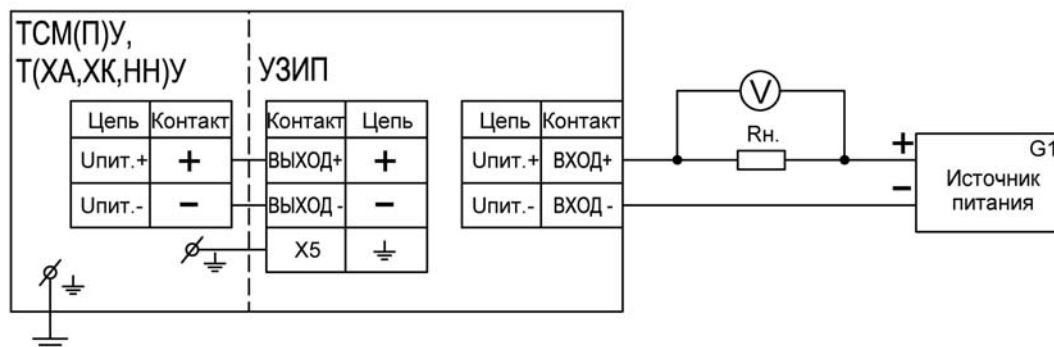 ТСМ(П)У,
Т(ХА,ХК,НН)У
УЗИП
Цепь Контакт
Uпит.+ +
Uпит.- −
Контакт Цепь
ВЫХОД+ +
ВЫХОД - −
X5
Цепь Контакт
Uпит.+ ВХОД+
Uпит.- ВХОД -
V
Rн.
+
−
G1
Источник
питания